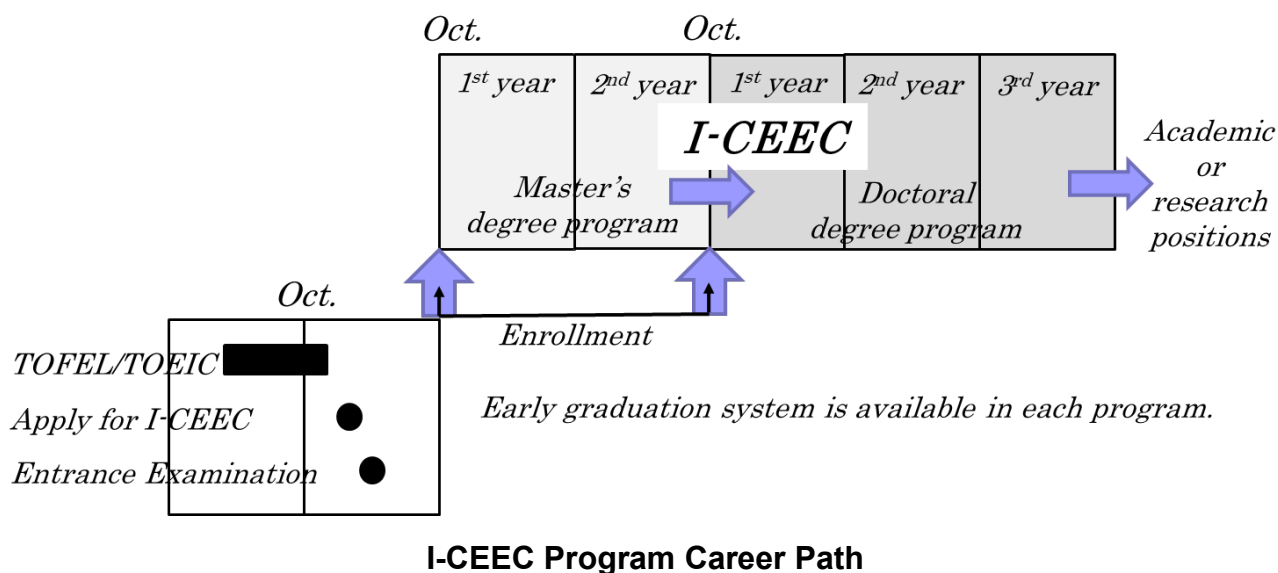 Oct.
Oct.
1st year
2nd year
1st year
2nd year
3rd year
I-CEEC
Master's
degree program
Doctoral
degree program
Academic
or
research
positions
Oct.
Enrollment
TOFEL/TOEIC
Apply for I-CEEC
Entrance Examination
Early graduation system is available in each program.
I-CEEC Program Career Path